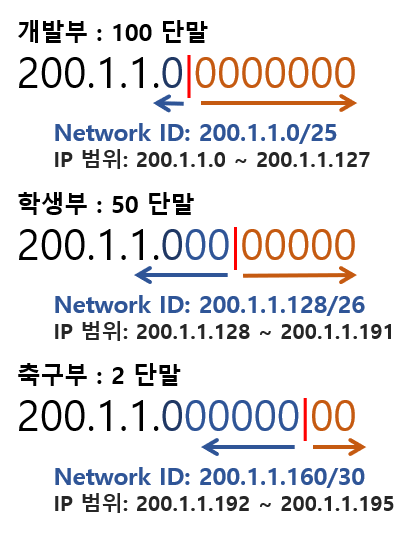 개발부 : 100 단말
200.1.1.0|0000000
Network ID: 200.1.1.0/25
IP 범위: 200.1.1.0 ~ 200.1.1.127
학생부 : 50 단말
200.1.1.000|00000
Network ID: 200.1.1.128/26
IP 범위: 200.1.1.128 ~ 200.1.1.191
축구부 : 2 단말
200.1.1.000000|00
Network ID: 200.1.1.160/30
IP 범위: 200.1.1.192 ~ 200.1.1.195